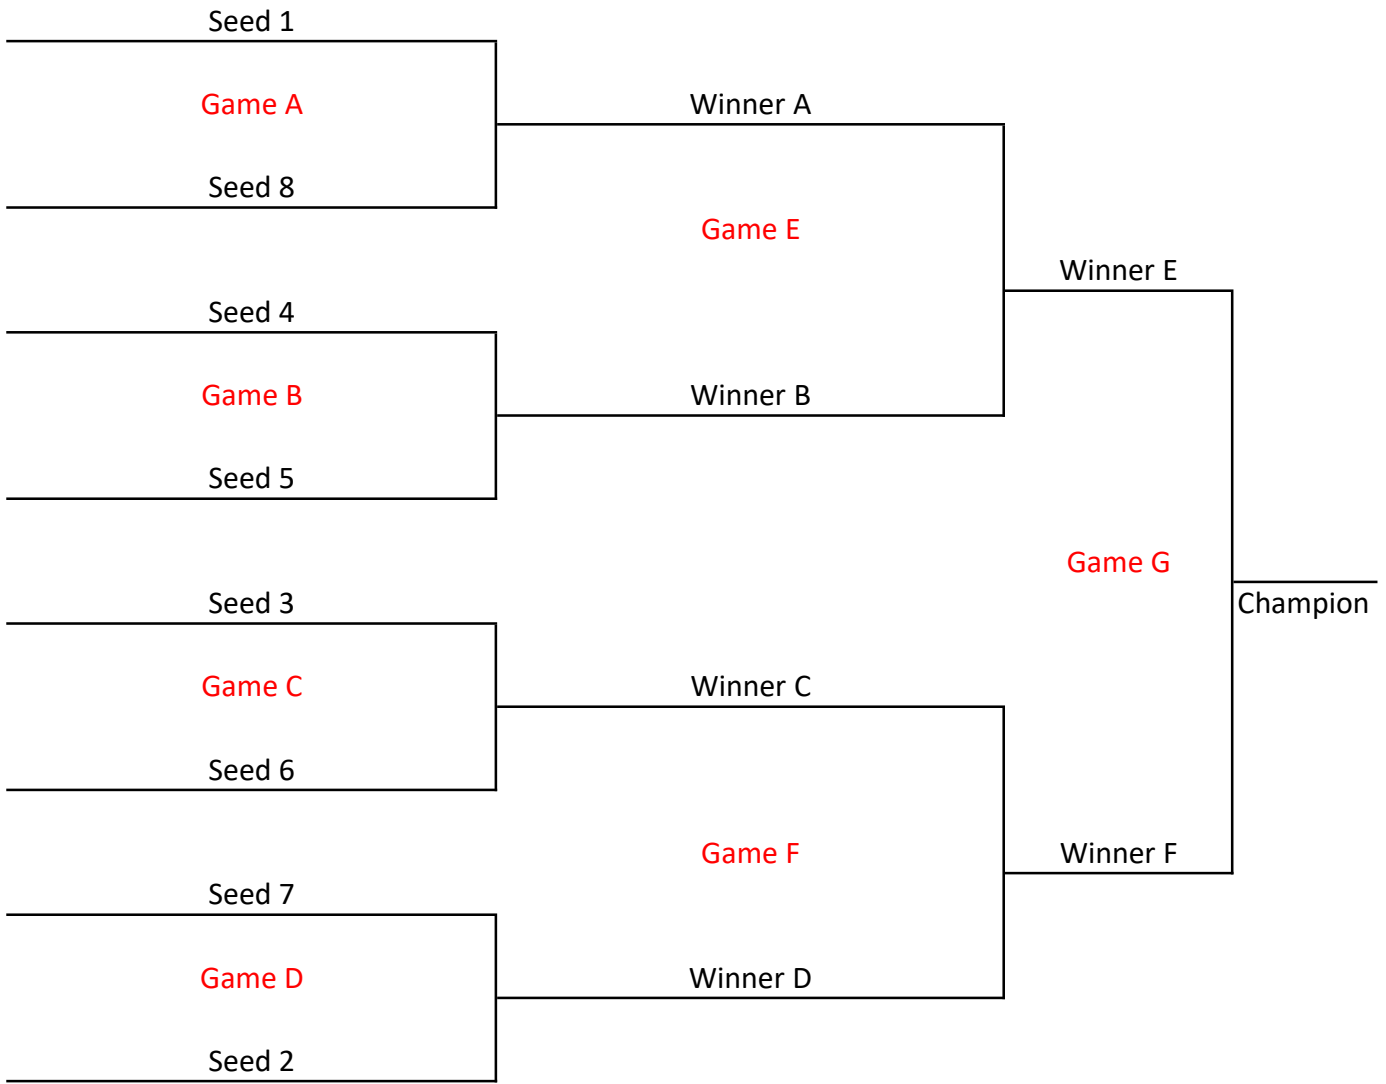 Seed 1
Game A
Winner A
Seed 8
Game E
Winner E
Seed 4
Game B
Winner B
Seed 5
Game G
Champion
Seed 3
Game C
Winner C
Seed 6
Game F
Winner F
Seed 7
Game D
Winner D
Seed 2